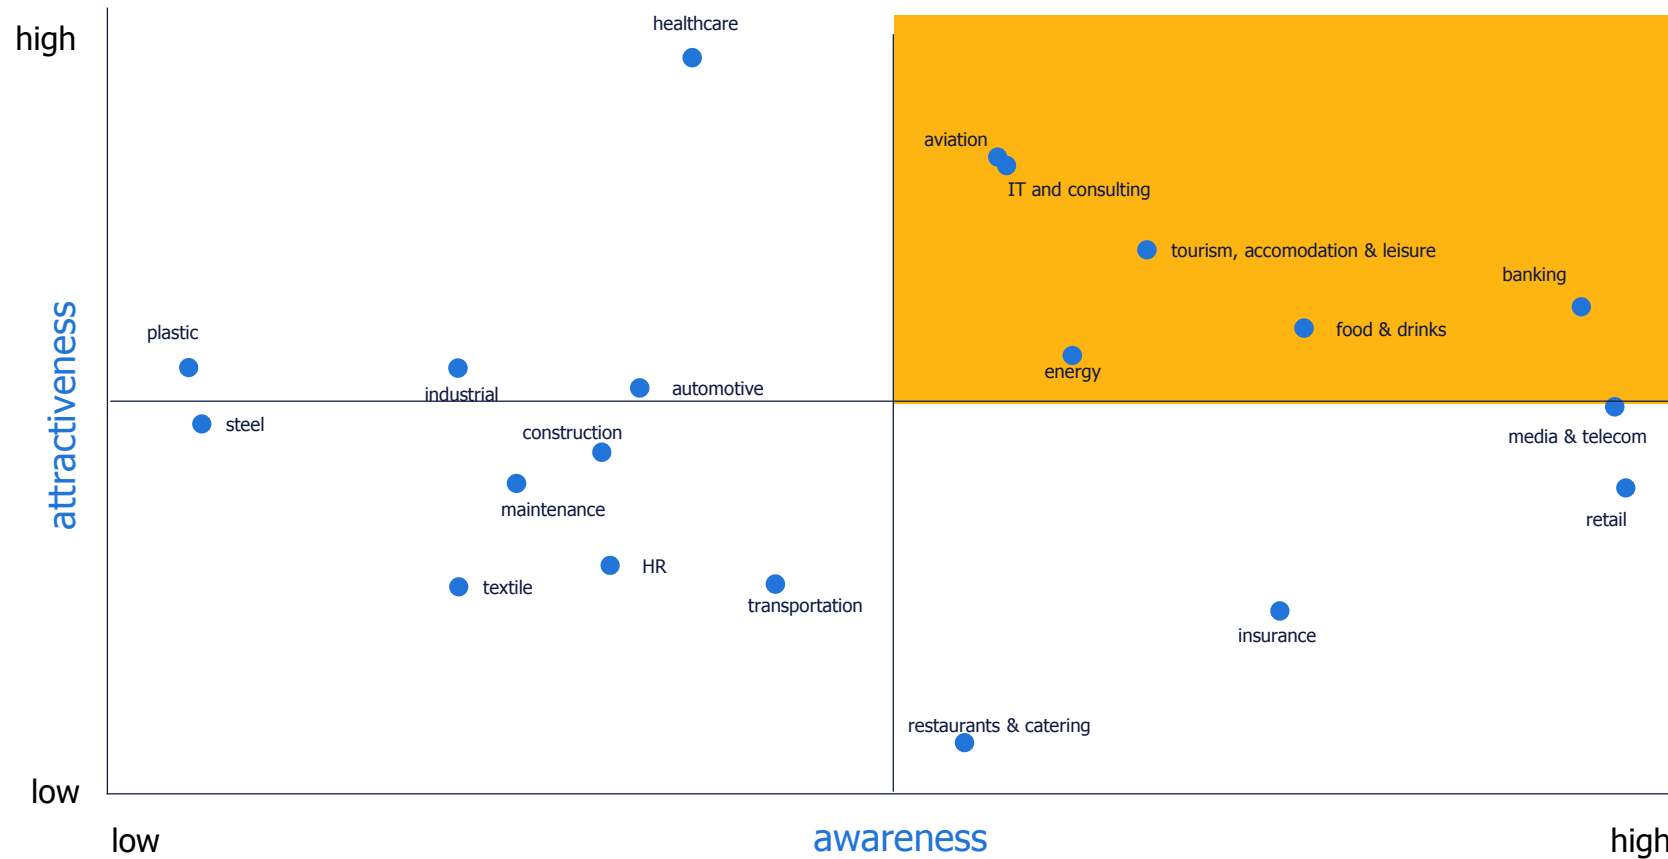 healthcare
high
aviation
IT and consulting
tourism, accomodation & leisure
banking
plastic
food & drinks
energy
industrial
automotive
attractiveness
steel
construction
media & telecom
maintenance
retail
HR
textile
transportation
insurance
restaurants & catering
low
low
awareness
high